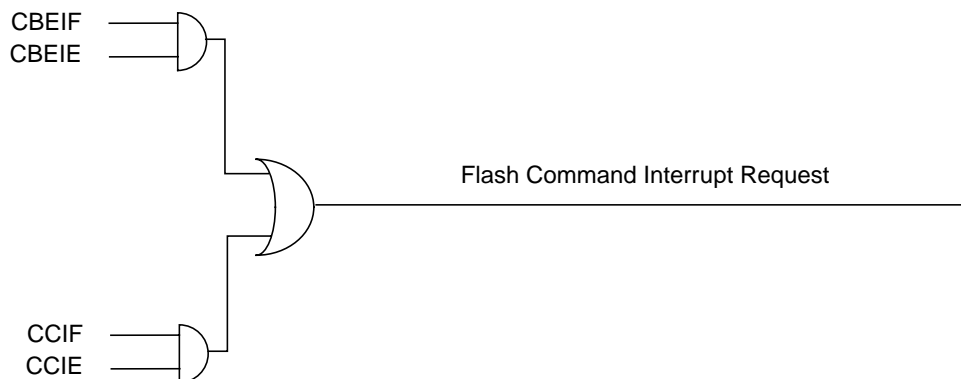 CBEIF
CBEIE
Flash Command Interrupt Request
CCIF
CCIE